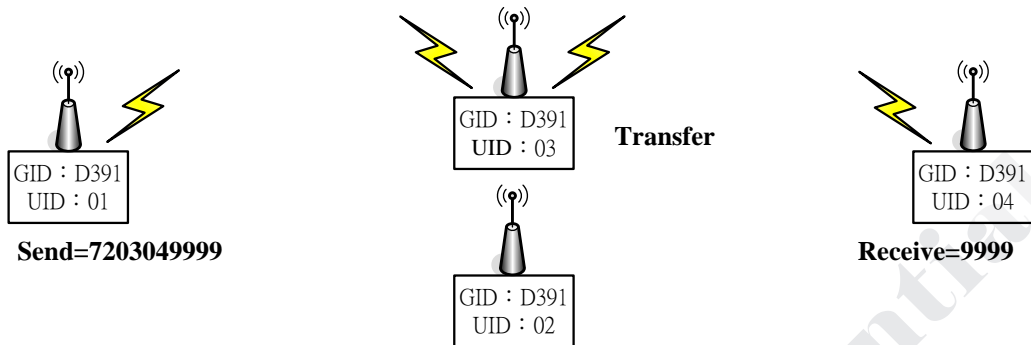 GID：D391
UID：01
Send=7203049999
GID：D391
UID：03
Transfer
GID：D391
UID：02
GID：D391
UID：04
Receive=9999